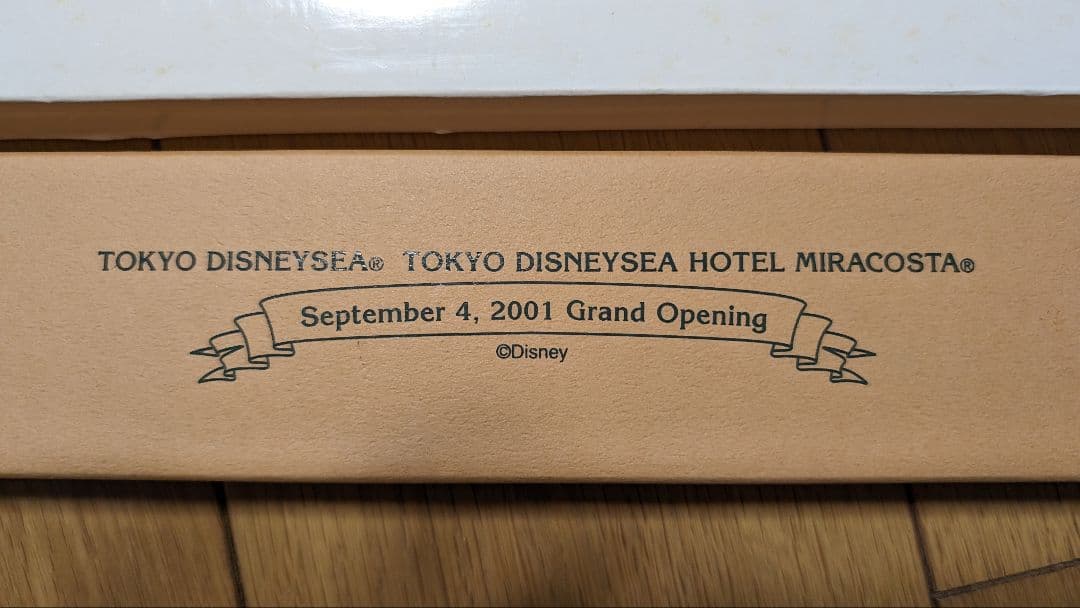 TOKYO DISNEYSEA® TOKYO DISNEYSEA HOTEL MIRACOSTA®
September 4, 2001 Grand Opening
©Disney